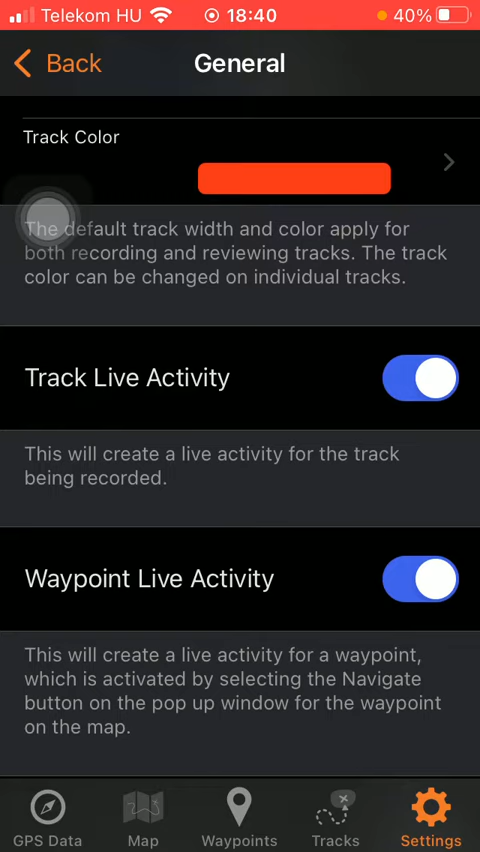 Telekom HU 18:40 40%
Back General
Track Color
The default track width and color apply for
both recording and reviewing tracks. The track
color can be changed on individual tracks.
Track Live Activity
This will create a live activity for the track
being recorded.
Waypoint Live Activity
This will create a live activity for a waypoint,
which is activated by selecting the Navigate
button on the pop up window for the waypoint
on the map.
GPS Data Map Waypoints Tracks Settings